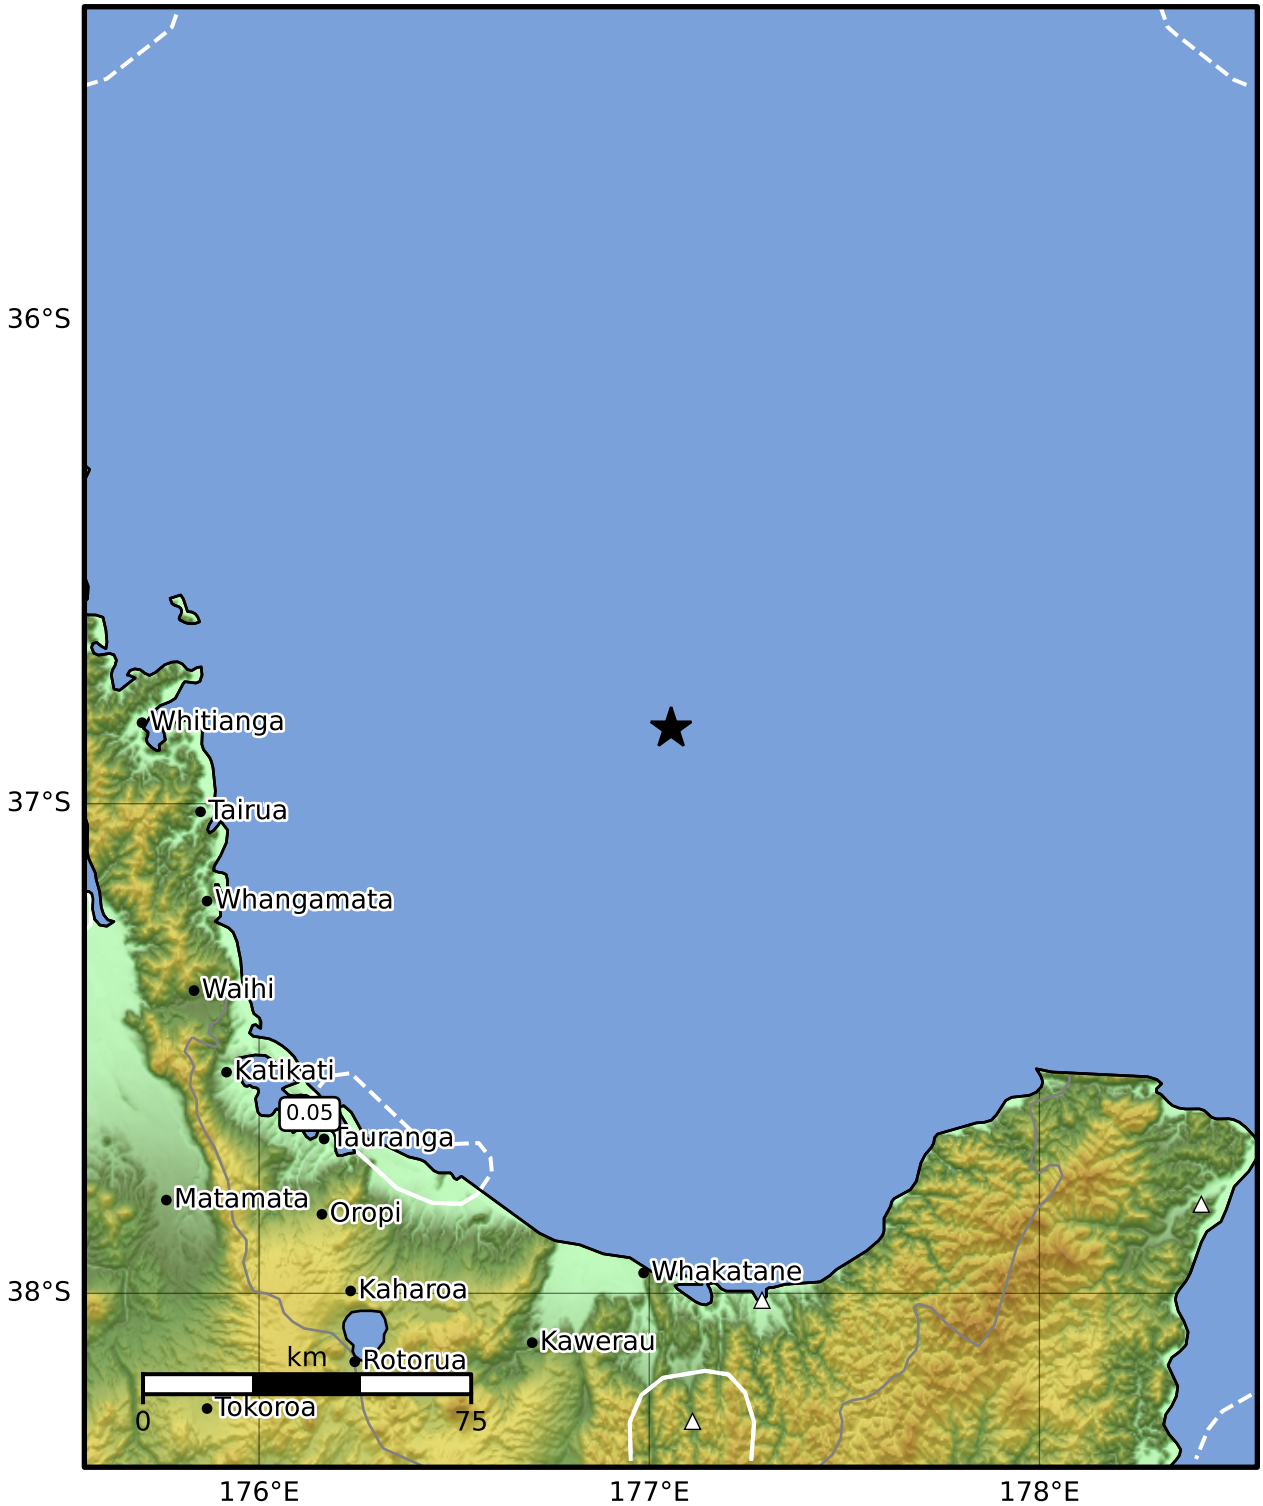 36°S
Whitianga
37°S
Tairua
Whangamata
Waihi
Katikati
0.05
Tauranga
Matamata
Oropi
Whakatane
38°S
Kaharoa
Kawerau
km
Rotorua
Tokoroa
0
75
176°E
177°E
178°E